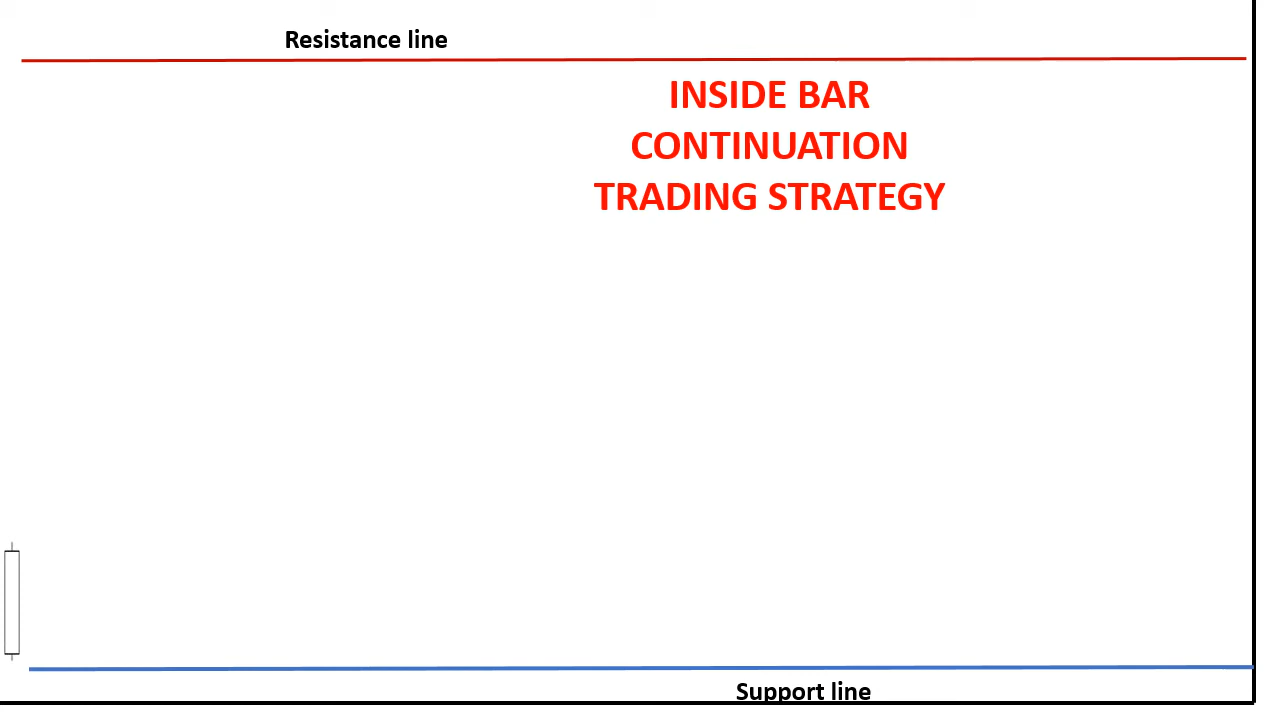 Resistance line
INSIDE BAR
CONTINUATION
TRADING STRATEGY
Support line